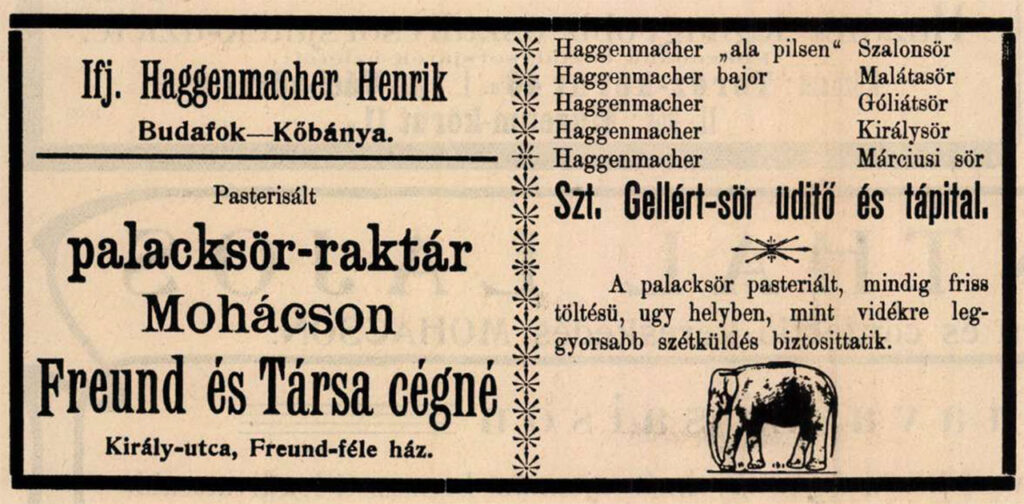 Ifj. Haggenmacher Henrik
Budafok—Kőbánya.
Pasterisált
palacksör-raktár
Mohácson
Freund és Társa cégné
Király-utca, Freund-féle ház.
Haggenmacher „ala pilsen“ Szalonsör
Haggenmacher bajor Malátasör
Haggenmacher Góliátsör
Haggenmacher Királysör
Haggenmacher Márciusi sör
Szt. Gellért-sör uditő és tápital.
A palacksör pasteriált, mindig friss
töltésü, ugy helyben, mint vidékre leg-
gyorsabb szétküldés biztosittatik.